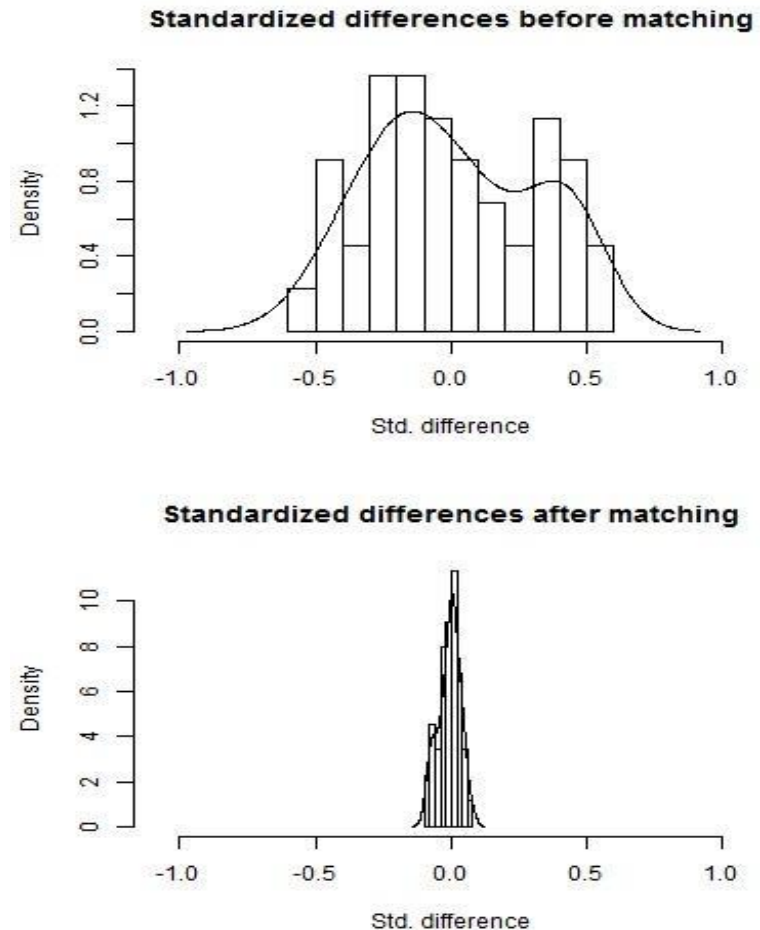 Standardized differences before matching
Density
0.0 0.4 0.8 1.2
-1.0 -0.5 0.0 0.5 1.0
Std. difference
Standardized differences after matching
Density
0 2 4 6 8 10
-1.0 -0.5 0.0 0.5 1.0
Std. difference